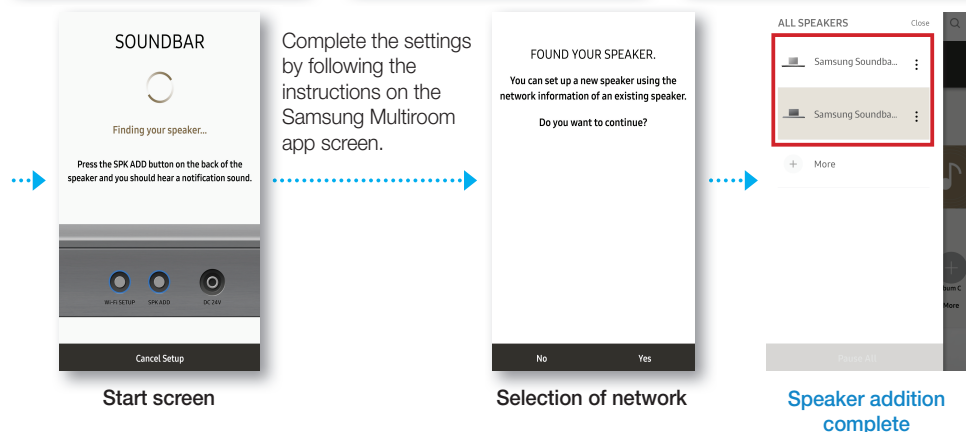 SOUNDBAR
Finding your speaker...
Press the SPK ADD button on the back of the
speaker and you should hear a notification sound.
WI-FI SETUP SPK ADD DC 24V
Cancel Setup
Start screen
Complete the settings
by following the
instructions on the
Samsung Multiroom
app screen.
FOUND YOUR SPEAKER.
You can set up a new speaker using the
network information of an existing speaker.
Do you want to continue?
No Yes
Selection of network
ALL SPEAKERS Close
Samsung Soundba...
Samsung Soundba...
+ More
Pause All
bum C
More
Speaker addition
complete